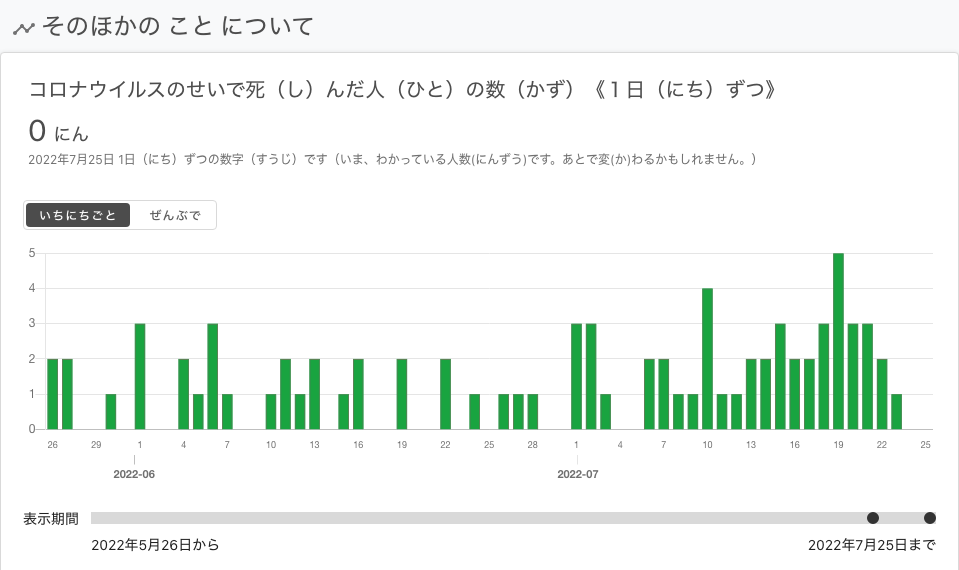 そのほかの こと について
コロナウイルスのせいで死（し）んだ人（ひと）の数（かず）《１日（にち）ずつ》
0 にん
2022年7月25日 1日（にち）ずつの数字（すうじ）です（いま、わかっている人数(にんずう)です。あとで変(か)わるかもしれません。）
いちにちごと ぜんぶで
5
4
3
2
1
0
26 29 1 4 7 10 13 16 19 22 25 28 1 4 7 10 13 16 19 22 25
2022-06 2022-07
表示期間
2022年5月26日から 2022年7月25日まで